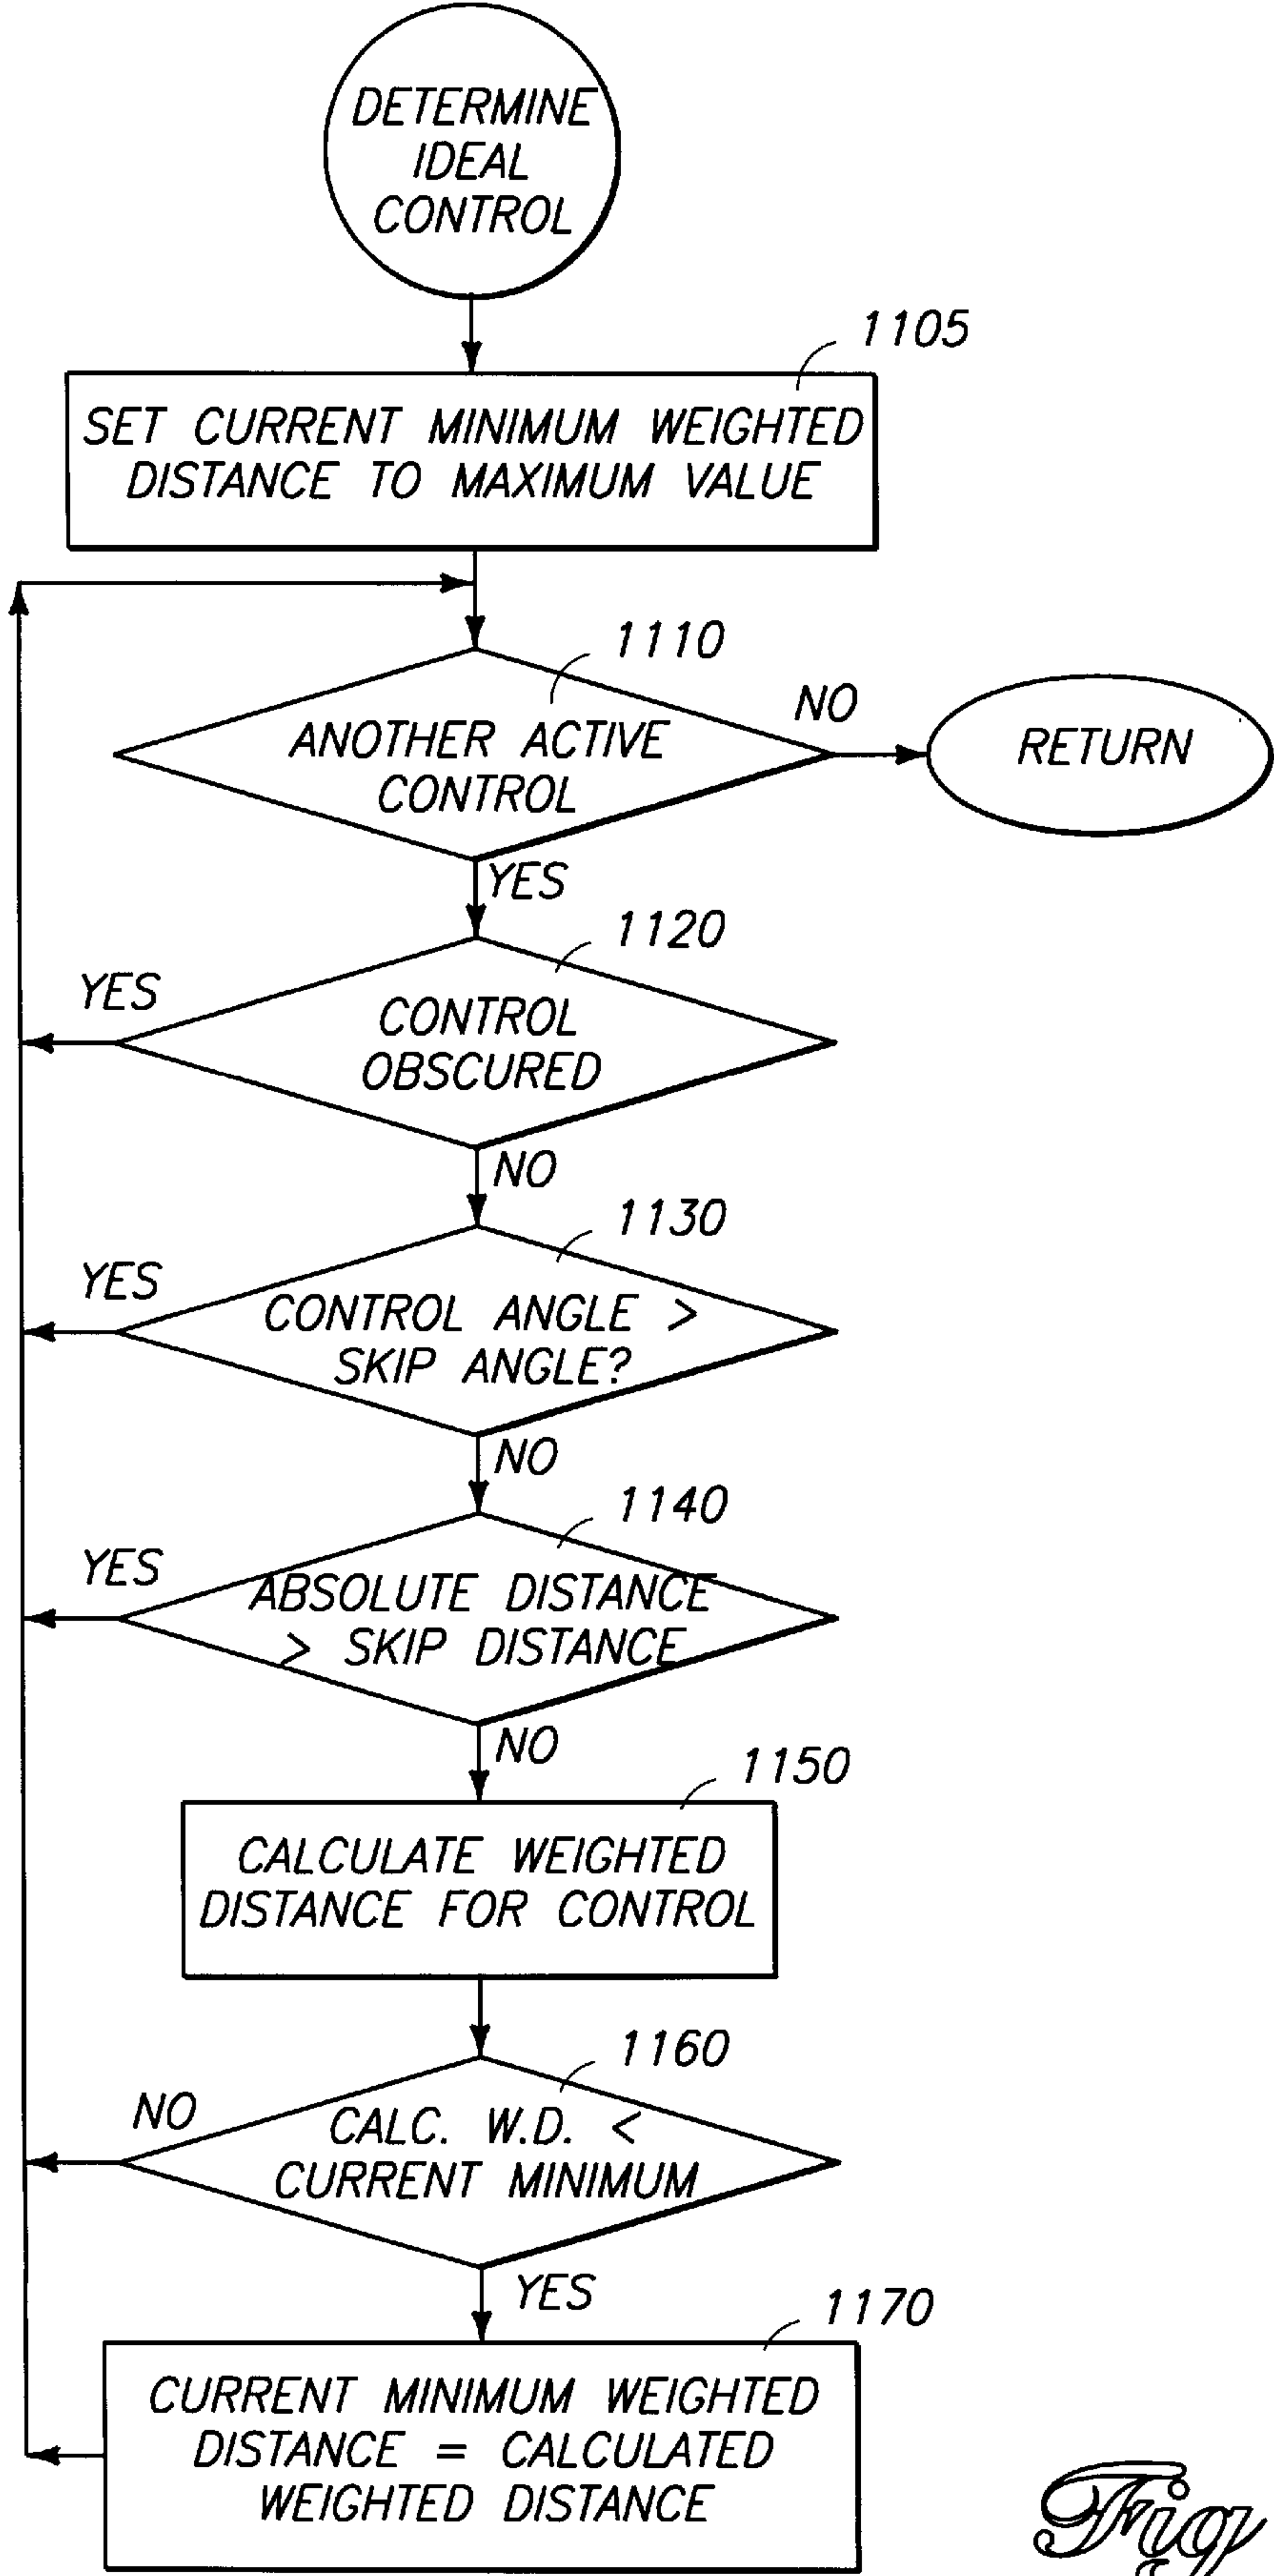 DETERMINE
IDEAL
CONTROL
1105
SET CURRENT MINIMUM WEIGHTED
DISTANCE TO MAXIMUM VALUE
1110
ANOTHER ACTIVE
CONTROL
NO
RETURN
YES
1120
YES
CONTROL
OBSCURED
NO
1130
YES
CONTROL ANGLE >
SKIP ANGLE?
NO
1140
YES
ABSOLUTE DISTANCE
> SKIP DISTANCE
NO
1150
CALCULATE WEIGHTED
DISTANCE FOR CONTROL
1160
NO
CALC. W.D. <
CURRENT MINIMUM
YES
1170
CURRENT MINIMUM WEIGHTED
DISTANCE = CALCULATED
WEIGHTED DISTANCE
Fig